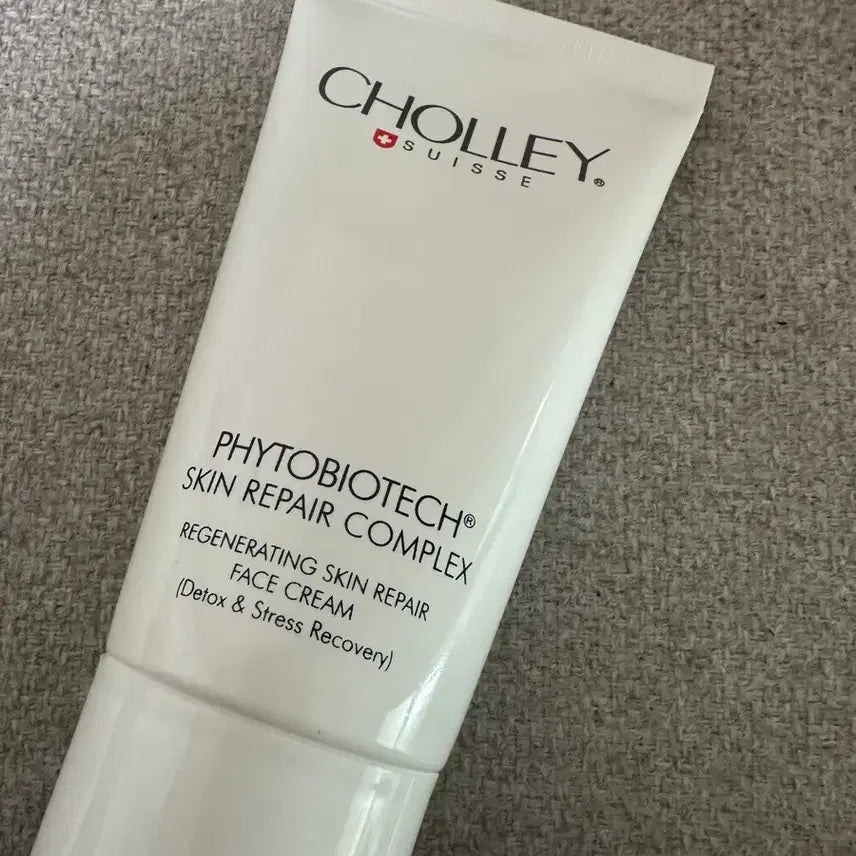 CHOLLEY®
SUISSE
PHYTOBIOTECH®
SKIN REPAIR COMPLEX
REGENERATING SKIN REPAIR
FACE CREAM
(Detox & Stress Recovery)